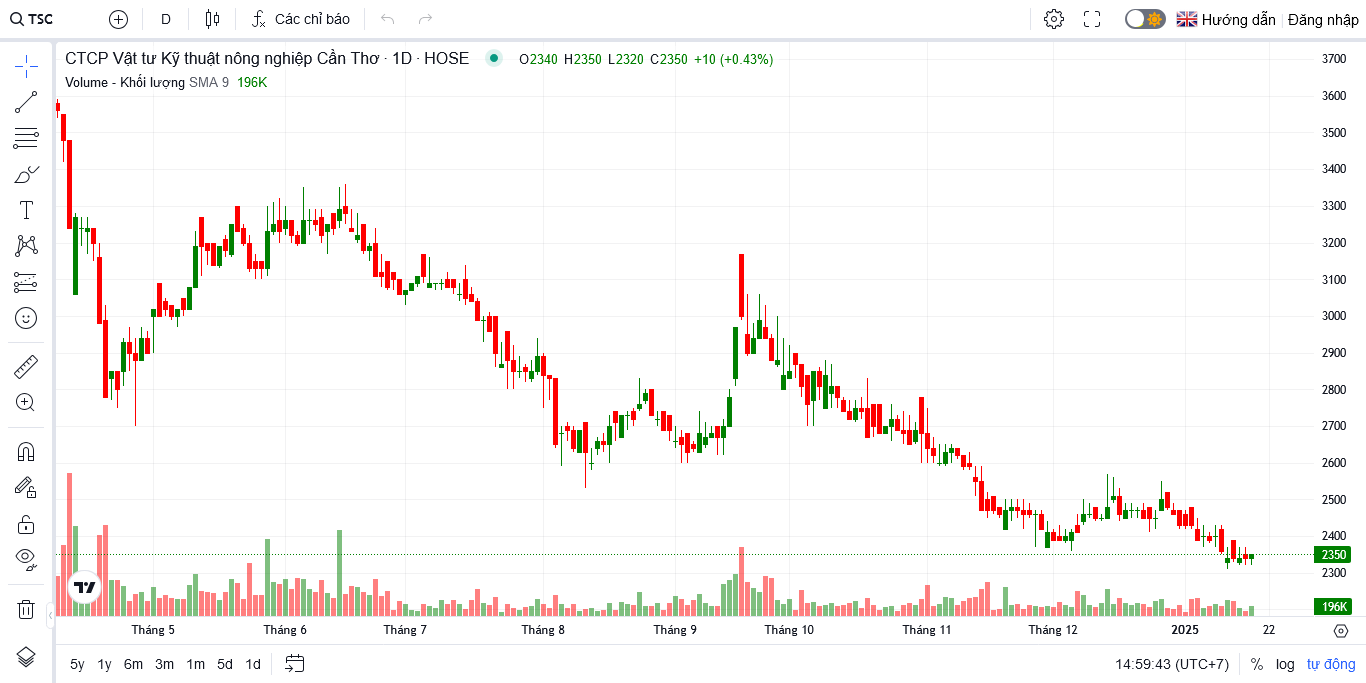 TSC D Các chỉ báo Hướng dẫn Đăng nhập
CTCP Vật tư Kỹ thuật nông nghiệp Cần Thơ · 1D · HOSE O2340 H2350 L2320 C2350 +10 (+0.43%)
Volume - Khối lượng SMA 9 196K
3700
3600
3500
3400
3300
3200
3100
3000
2900
2800
2700
2600
2500
2400
2350
2300
196K
Tháng 5 Tháng 6 Tháng 7 Tháng 8 Tháng 9 Tháng 10 Tháng 11 Tháng 12 2025 22
5y 1y 6m 3m 1m 5d 1d 14:59:43 (UTC+7) % log tự động